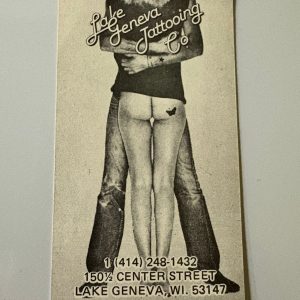 Lake
Geneva
Tattooing
Co
1 (414) 248-1432
150½ CENTER STREET
LAKE GENEVA, WI. 53147